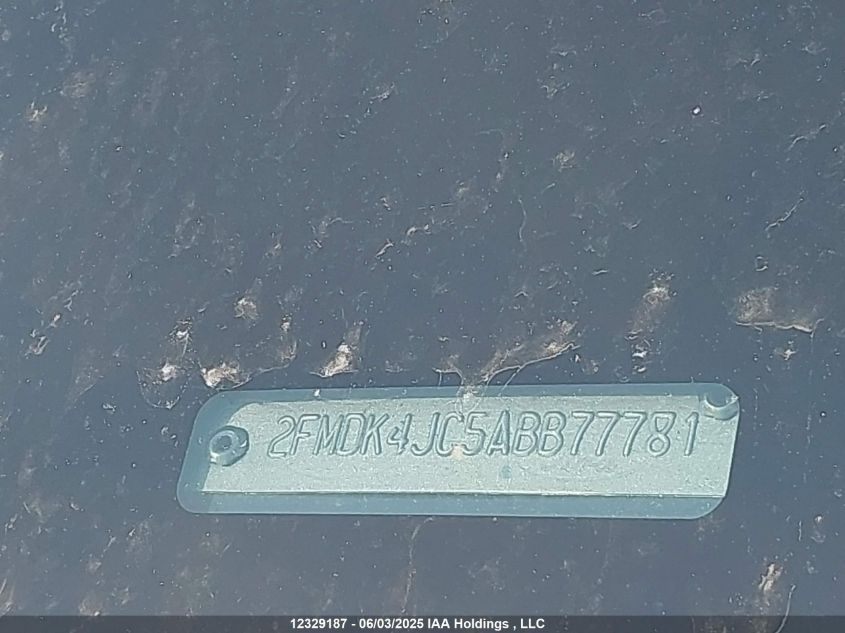 2FMDK4JC5ABB77781
12329187 - 06/03/2025 IAA Holdings , LLC